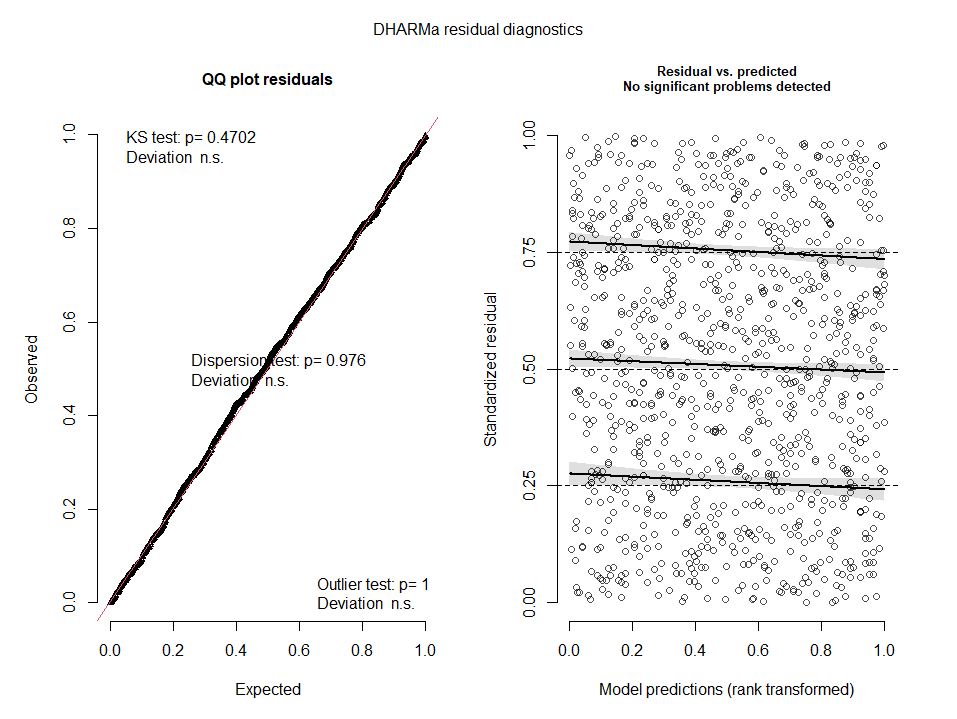 DHARMa residual diagnostics
QQ plot residuals
KS test: p= 0.4702
Deviation n.s.
Dispersion test: p= 0.976
Deviation n.s.
Outlier test: p= 1
Deviation n.s.
Observed
1.0
0.8
0.6
0.4
0.2
0.0
0.0 0.2 0.4 0.6 0.8 1.0
Expected
Residual vs. predicted
No significant problems detected
Standardized residual
1.00
0.75
0.50
0.25
0.00
0.0 0.2 0.4 0.6 0.8 1.0
Model predictions (rank transformed)